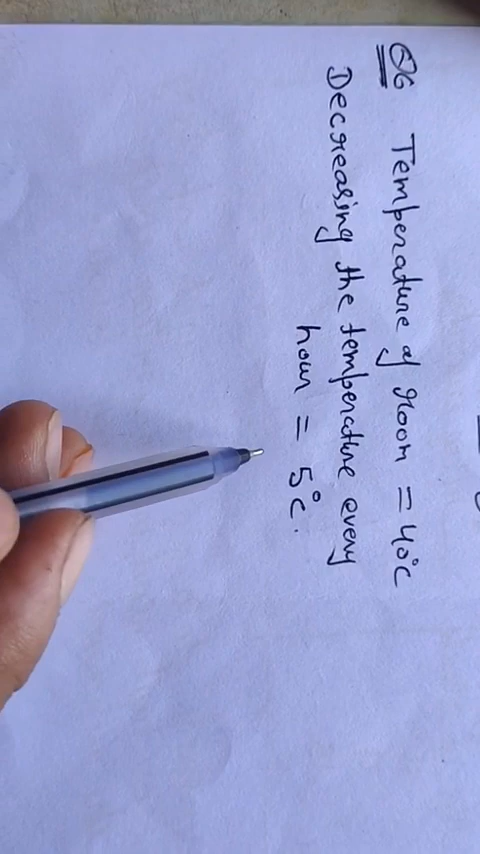 Q6 Temperature of room = 40°C
Decreasing the temperature every
hour = 5°C.